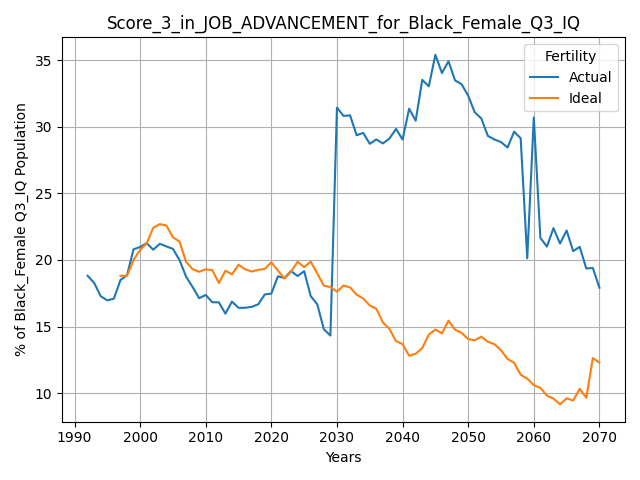 Score_3_in_JOB_ADVANCEMENT_for_Black_Female_Q3_IQ
% of Black_Female Q3_IQ Population
35
30
25
20
15
10
Fertility
Actual
Ideal
1990 2000 2010 2020 2030 2040 2050 2060 2070
Years